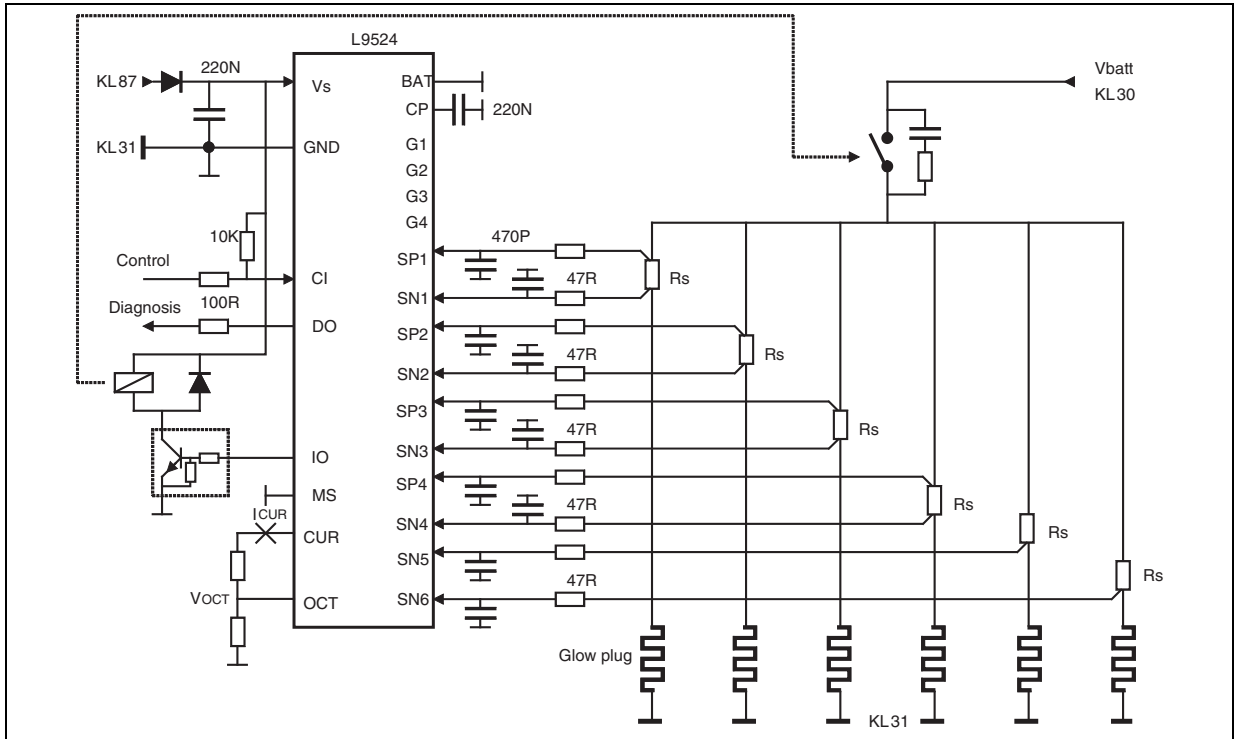 L9524
KL87
220N
Vs
BAT
CP
220N
Vbatt
KL30
KL31
GND
G1
G2
G3
G4
10K
Control
CI
470P
SP1
47R
SN1
Rs
Diagnosis
100R
DO
SP2
47R
SN2
Rs
SP3
47R
SN3
Rs
IO
MS
SP4
47R
SN4
Rs
ICUR
CUR
SN5
Rs
VOCT
OCT
47R
SN6
Rs
Glow plug
KL31